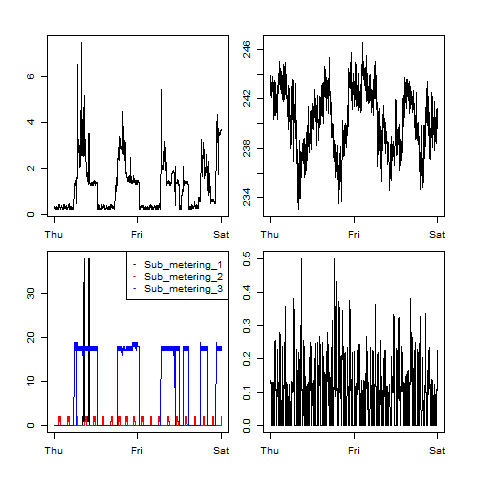 0 2 4 6
Thu Fri Sat
234 238 242 246
Thu Fri Sat
0 10 20 30
Sub_metering_1
Sub_metering_2
Sub_metering_3
Thu Fri Sat
0.0 0.1 0.2 0.3 0.4 0.5
Thu Fri Sat